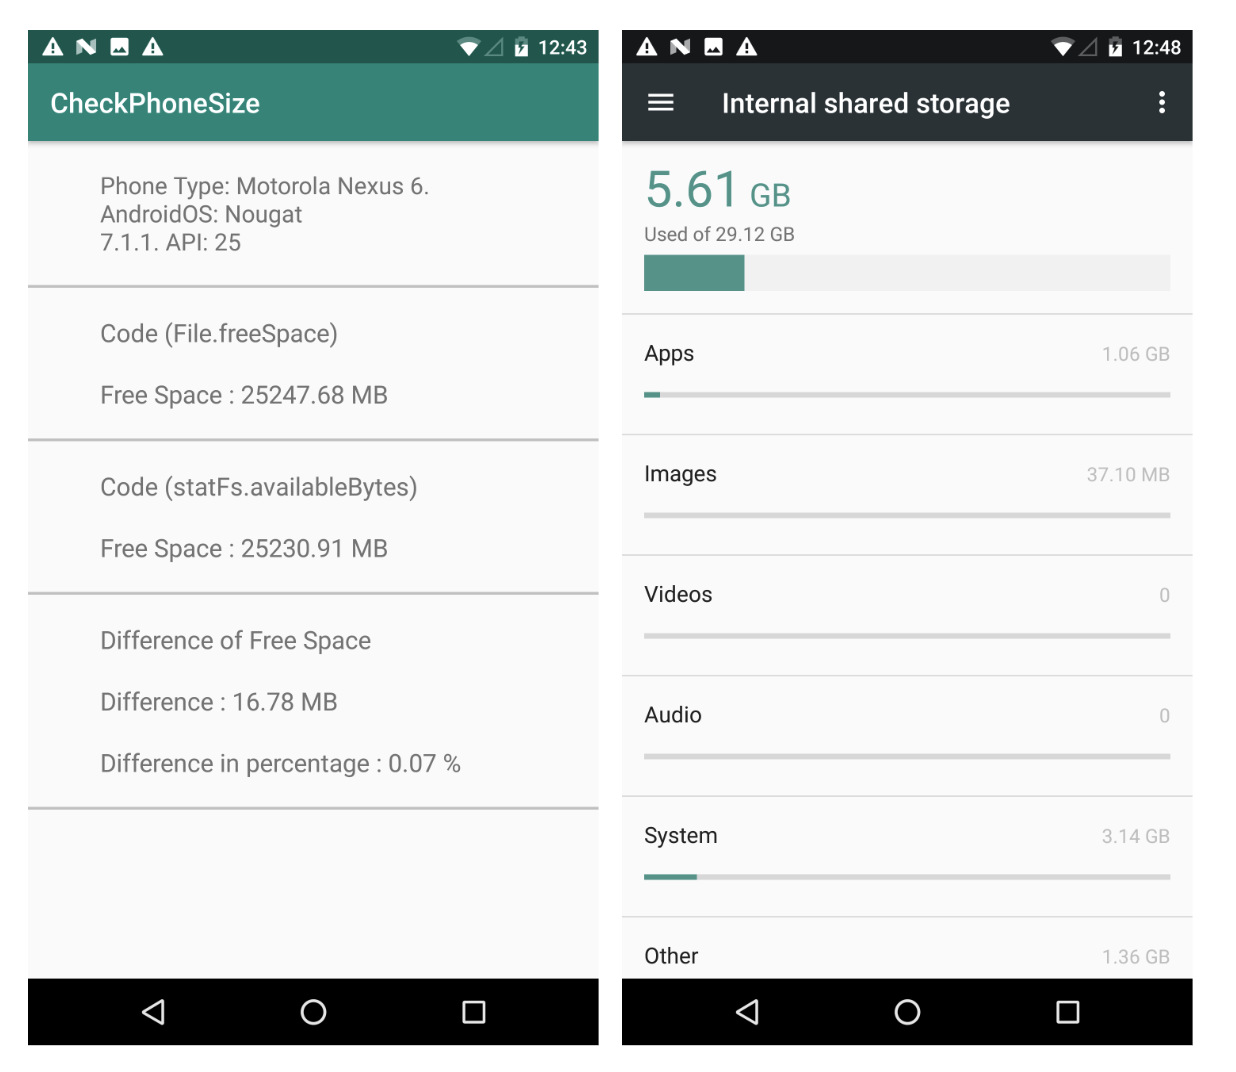 12:43
CheckPhoneSize
Phone Type: Motorola Nexus 6.
AndroidOS: Nougat
7.1.1. API: 25
Code (File.freeSpace)
Free Space : 25247.68 MB
Code (statFs.availableBytes)
Free Space : 25230.91 MB
Difference of Free Space
Difference : 16.78 MB
Difference in percentage : 0.07 %
12:48
Internal shared storage
5.61 GB
Used of 29.12 GB
Apps 1.06 GB
Images 37.10 MB
Videos 0
Audio 0
System 3.14 GB
Other 1.36 GB